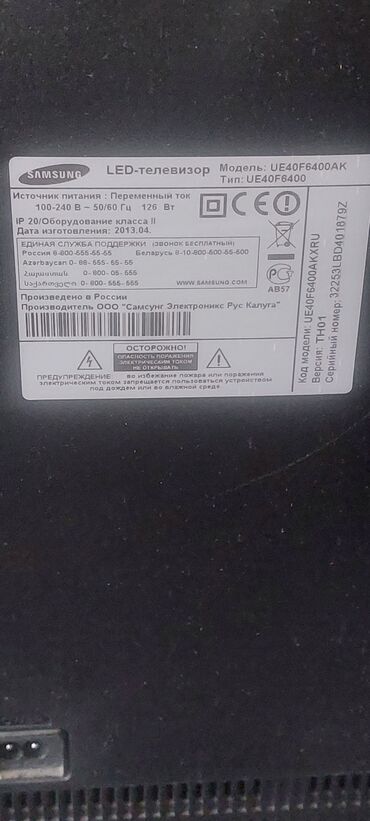 SAMSUNG
LED-телевизор
Модель: UE40F6400AK
Тип: UE40F6400
Источник питания : Переменный ток
100-240 В ~ 50/60 Гц 126 Вт
IP 20/Оборудование класса II
Дата изготовления: 2013.04.
ЕДИНАЯ СЛУЖБА ПОДДЕРЖКИ (ЗВОНОК БЕСПЛАТНЫЙ)
Россия 8-800-555-55-55 Беларусь 8-10-800-500-55-500
Azərbaycan 0-88-555-55-55
Հայաստան 0-800-05-555
საქართველო 0-800-555-555 WWW.SAMSUNG.COM
АВ57
Произведено в России
Производитель ООО "Самсунг Электроникс Рус Калуга"
ОСТОРОЖНО!
ОПАСНОСТЬ ПОРАЖЕНИЯ
ЭЛЕКТРИЧЕСКИМ ТОКОМ
НЕ ОТКРЫВАТЬ
ПРЕДУПРЕЖДЕНИЕ : во избежание пожара или поражения
электрическим током запрещается пользоваться устройством
под дождем или во влажной среде.
Код модели: UE40F6400AKXRU
Версия: TH01
Серийный номер: 32253LBD401879Z